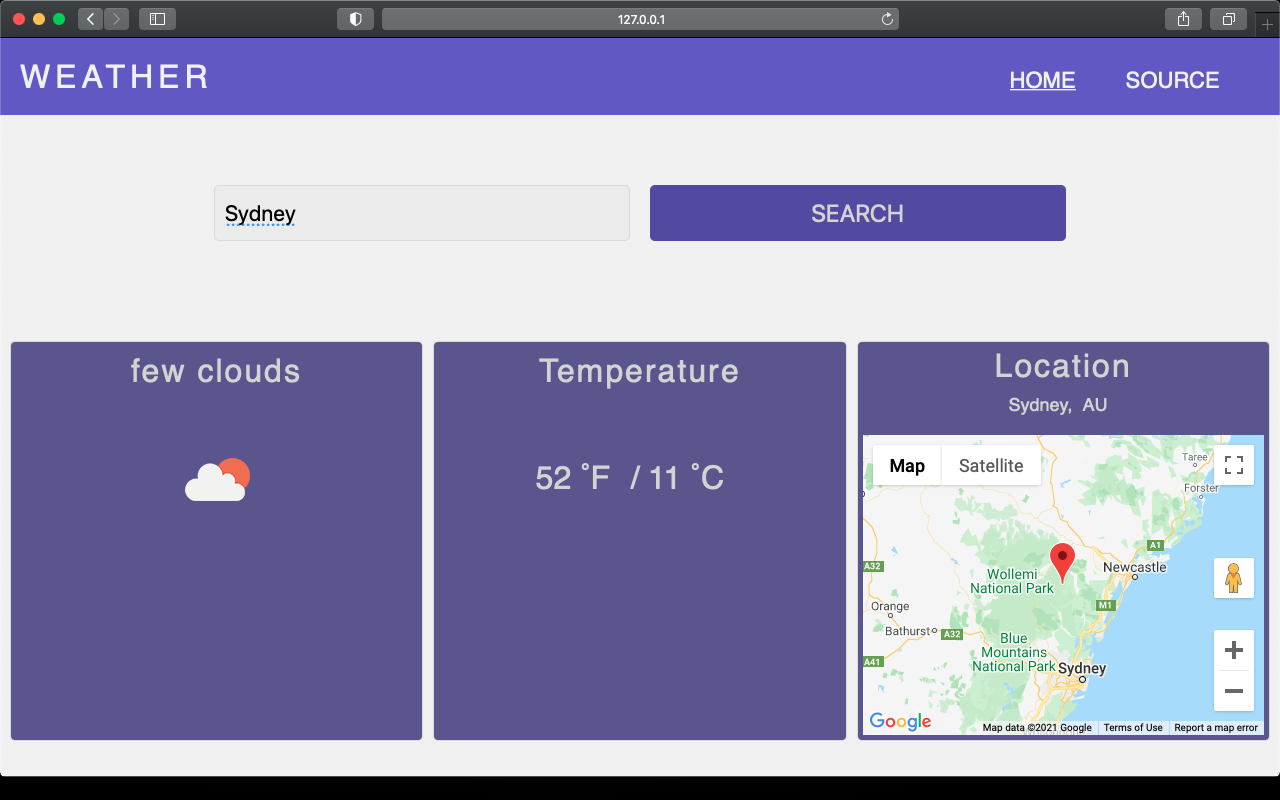 127.0.0.1
WEATHER
HOME SOURCE
Sydney
SEARCH
few clouds
Temperature
52 °F / 11 °C
Location
Sydney, AU
Map Satellite
Taree
Forster
A1
A32
Newcastle
Wollemi
National Park
M1
Orange
Bathurst
A32
Blue
Mountains
National Park
A41
Sydney
Google
Map data ©2021 Google
Terms of Use
Report a map error